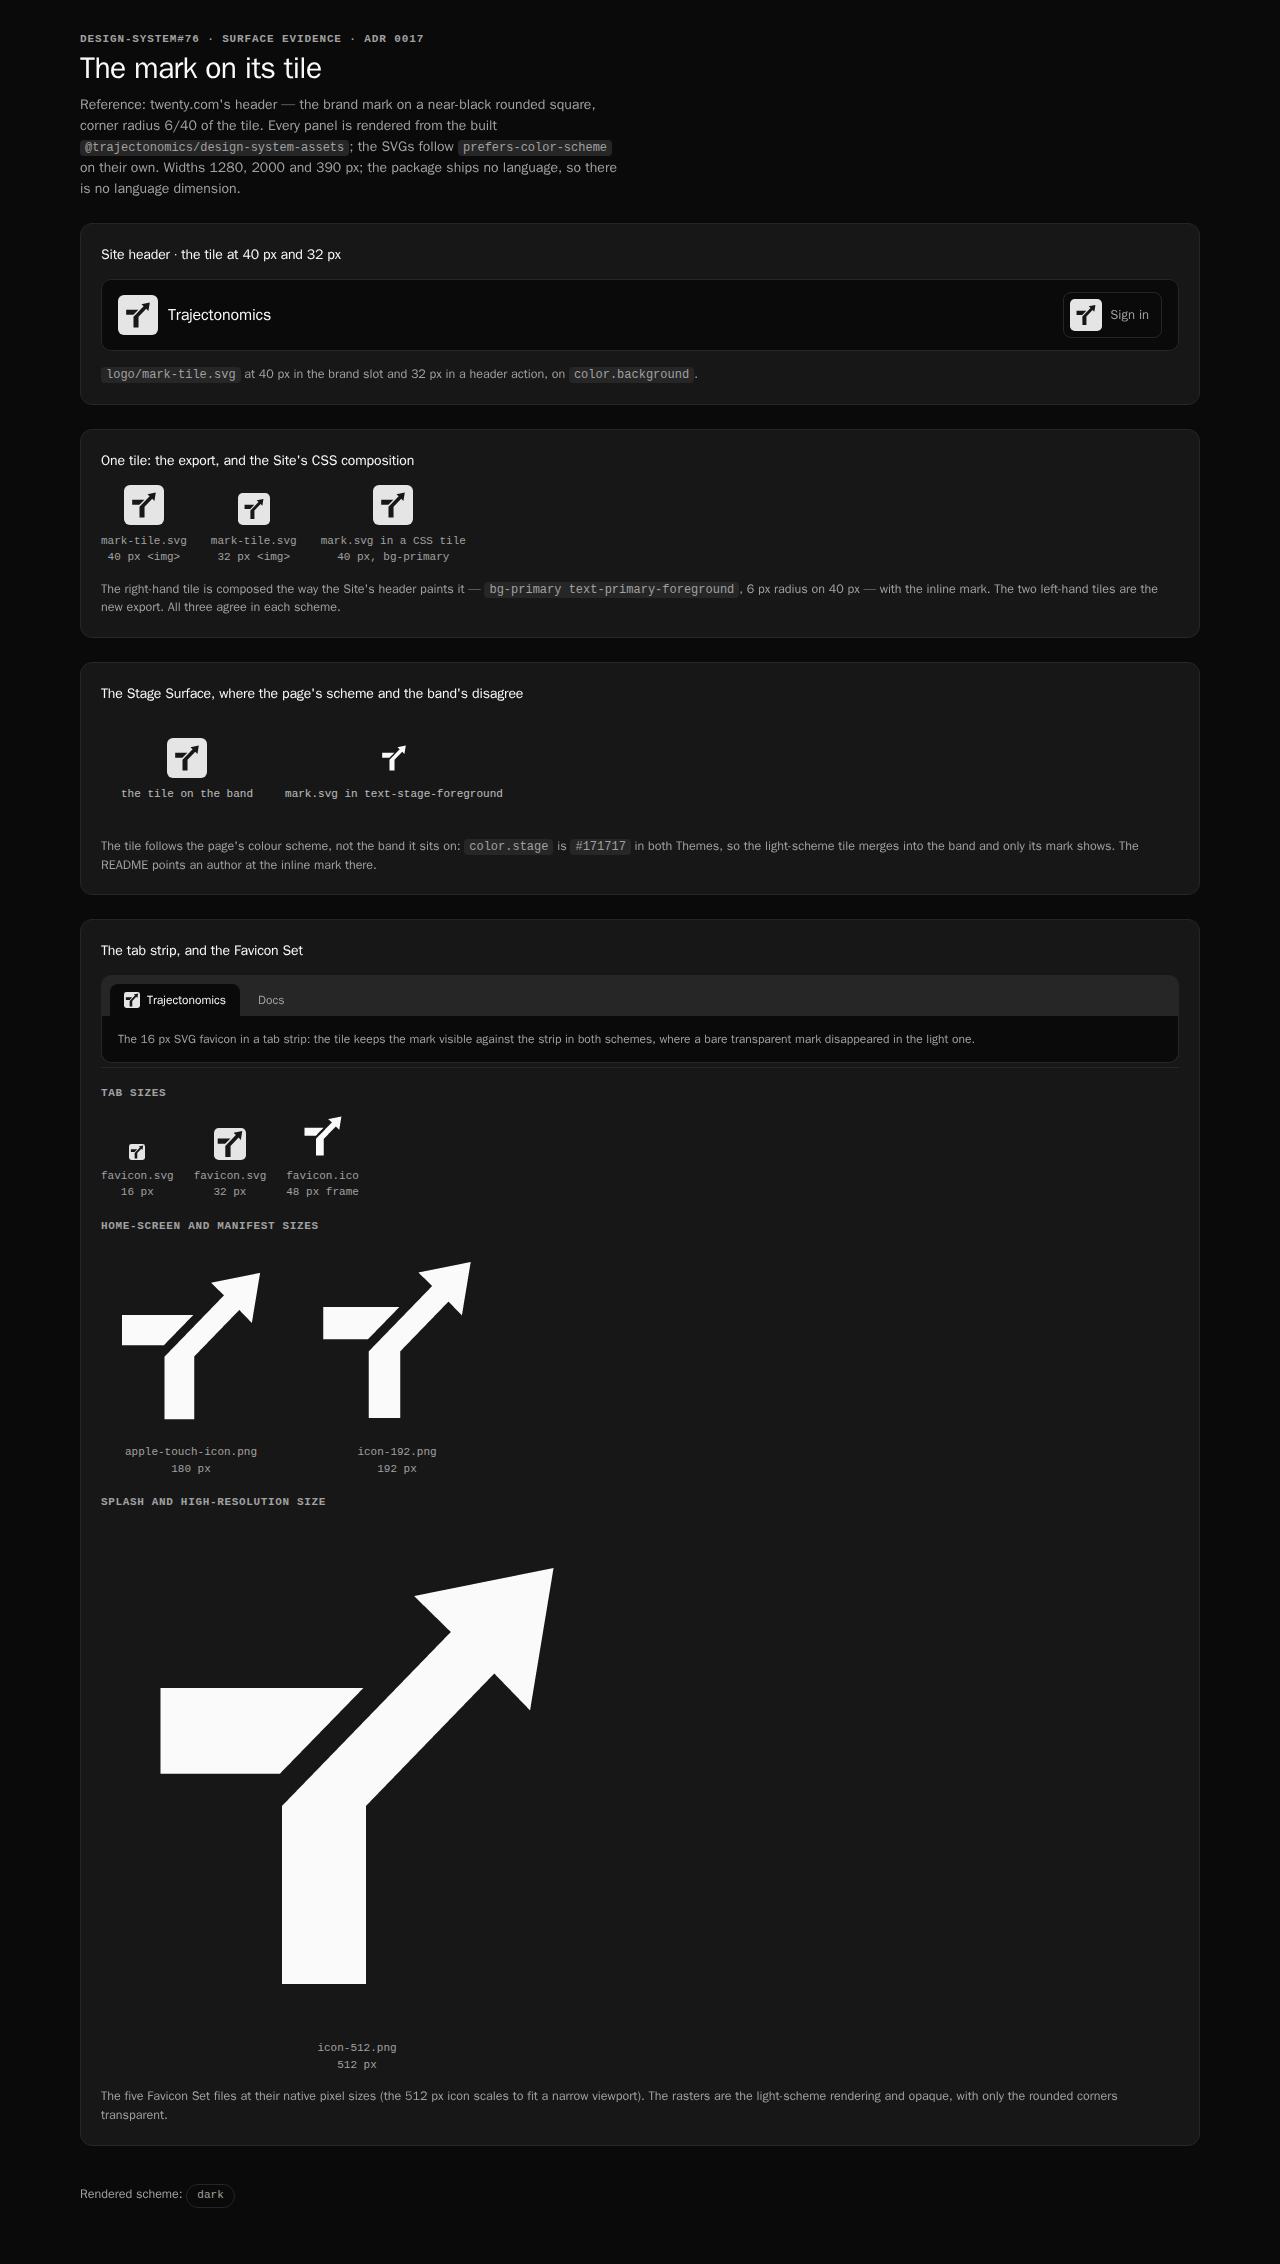 DESIGN-SYSTEM#76 · SURFACE EVIDENCE · ADR 0017
The mark on its tile
Reference: twenty.com's header — the brand mark on a near-black rounded square,
corner radius 6/40 of the tile. Every panel is rendered from the built
@trajectonomics/design-system-assets; the SVGs follow prefers-color-scheme
on their own. Widths 1280, 2000 and 390 px; the package ships no language, so there
is no language dimension.
Site header · the tile at 40 px and 32 px
Trajectonomics
Sign in
logo/mark-tile.svg at 40 px in the brand slot and 32 px in a header action, on color.background.
One tile: the export, and the Site's CSS composition
mark-tile.svg
40 px <img>
mark-tile.svg
32 px <img>
mark.svg in a CSS tile
40 px, bg-primary
The right-hand tile is composed the way the Site's header paints it — bg-primary text-primary-foreground, 6 px radius on 40 px — with the inline mark. The two left-hand tiles are the
new export. All three agree in each scheme.
The Stage Surface, where the page's scheme and the band's disagree
the tile on the band
mark.svg in text-stage-foreground
The tile follows the page's colour scheme, not the band it sits on: color.stage is #171717 in both Themes, so the light-scheme tile merges into the band and only its mark shows. The
README points an author at the inline mark there.
The tab strip, and the Favicon Set
Trajectonomics
Docs
The 16 px SVG favicon in a tab strip: the tile keeps the mark visible against the strip in both schemes, where a bare transparent mark disappeared in the light one.
TAB SIZES
favicon.svg
16 px
favicon.svg
32 px
favicon.ico
48 px frame
HOME-SCREEN AND MANIFEST SIZES
apple-touch-icon.png
180 px
icon-192.png
192 px
SPLASH AND HIGH-RESOLUTION SIZE
icon-512.png
512 px
The five Favicon Set files at their native pixel sizes (the 512 px icon scales to fit a narrow viewport). The rasters are the light-scheme rendering and opaque, with only the rounded corners
transparent.
Rendered scheme: dark